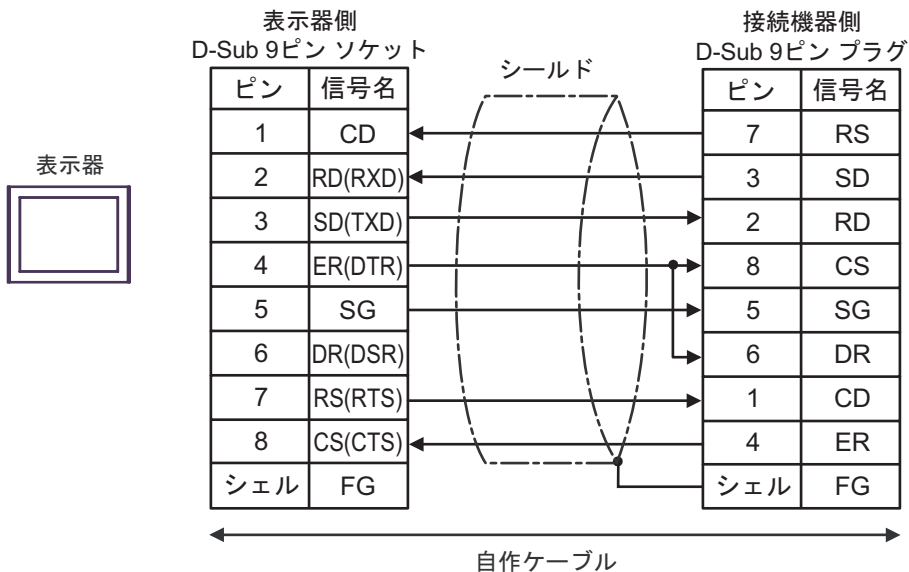 表示器側
D-Sub 9ピン ソケット
接続機器側
D-Sub 9ピン プラグ
シールド
表示器
ピン 信号名
1 CD
2 RD(RXD)
3 SD(TXD)
4 ER(DTR)
5 SG
6 DR(DSR)
7 RS(RTS)
8 CS(CTS)
シェル FG
ピン 信号名
7 RS
3 SD
2 RD
8 CS
5 SG
6 DR
1 CD
4 ER
シェル FG
自作ケーブル